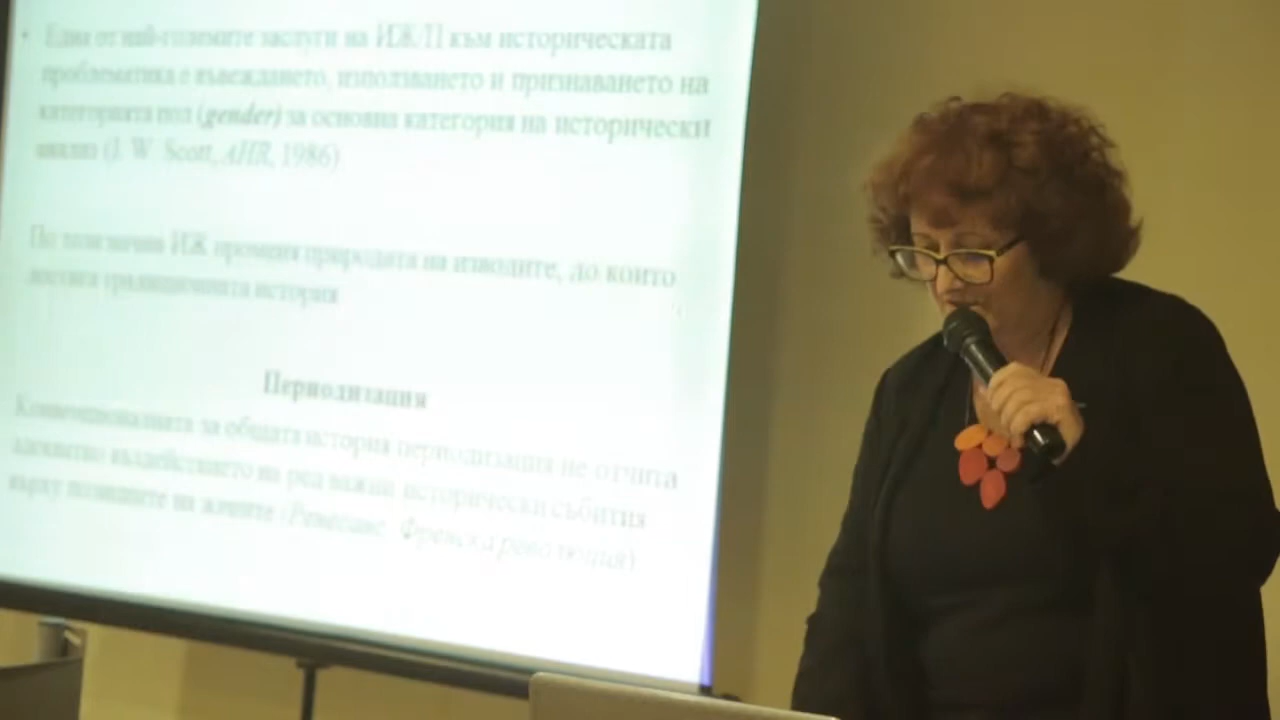 • Една от най-големите заслуги на ИЖ/П към историческата
проблематика е въвеждането, използването и признаването на
категорията пол (gender) за основна категория на исторически
анализ (J. W. Scott, AHR, 1986)
По този начин ИЖ променя природата на изводите, до които
достига традиционната история
Периодизация
Конвенционалната за общата история периодизация не отчита
адекватно въздействието на ред важни исторически събития
върху позициите на жените (Ренесанс, Френска революция)